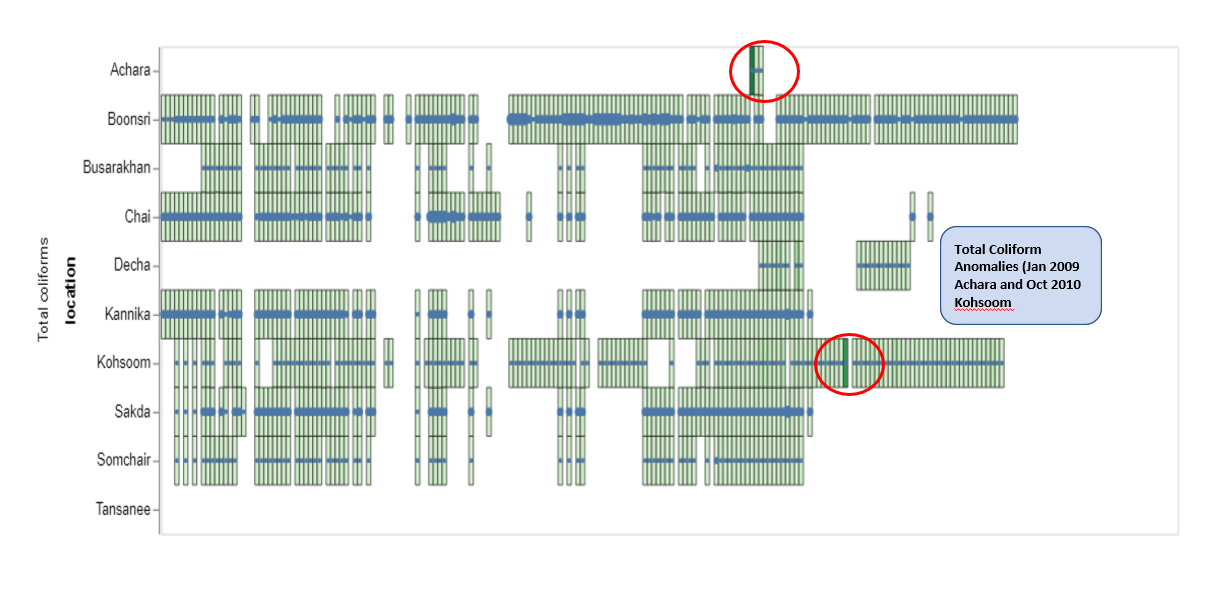 Achara
Boonsri
Busarakhan
Chai
Decha
Kannika
Kohsoom
Sakda
Somchair
Tansanee
Total coliforms
location
Total Coliform
Anomalies (Jan 2009
Achara and Oct 2010
Kohsoom